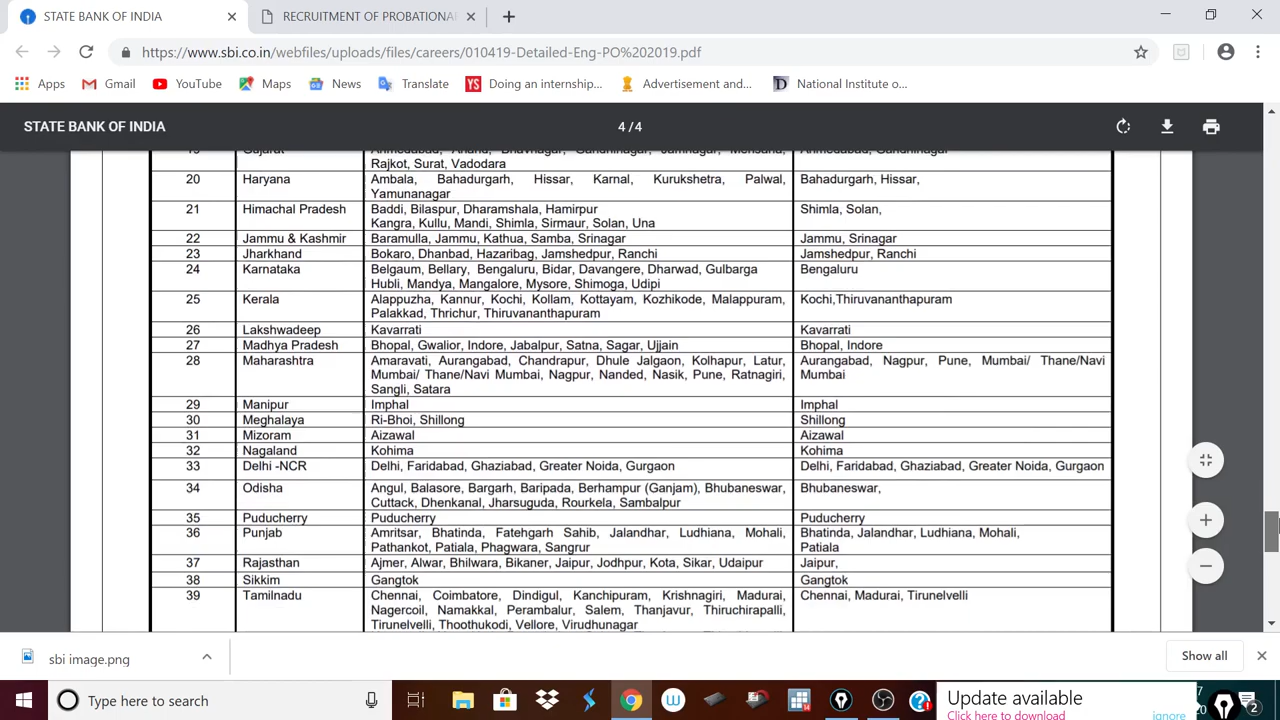 STATE BANK OF INDIA
RECRUITMENT OF PROBATIONA
https://www.sbi.co.in/webfiles/uploads/files/careers/010419-Detailed-Eng-PO%202019.pdf
Apps Gmail YouTube Maps News Translate Doing an internship... Advertisement and... National Institute o...
STATE BANK OF INDIA 4 / 4
19 Gujarat Ahmedabad, Anand, Bhavnagar, Gandhinagar, Jamnagar, Mehsana, Ahmedabad, Gandhinagar
Rajkot, Surat, Vadodara
20 Haryana Ambala, Bahadurgarh, Hissar, Karnal, Kurukshetra, Palwal, Bahadurgarh, Hissar,
Yamunanagar
21 Himachal Pradesh Baddi, Bilaspur, Dharamshala, Hamirpur Shimla, Solan,
Kangra, Kullu, Mandi, Shimla, Sirmaur, Solan, Una
22 Jammu & Kashmir Baramulla, Jammu, Kathua, Samba, Srinagar Jammu, Srinagar
23 Jharkhand Bokaro, Dhanbad, Hazaribag, Jamshedpur, Ranchi Jamshedpur, Ranchi
24 Karnataka Belgaum, Bellary, Bengaluru, Bidar, Davangere, Dharwad, Gulbarga Bengaluru
Hubli, Mandya, Mangalore, Mysore, Shimoga, Udipi
25 Kerala Alappuzha, Kannur, Kochi, Kollam, Kottayam, Kozhikode, Malappuram, Kochi,Thiruvananthapuram
Palakkad, Thrichur, Thiruvananthapuram
26 Lakshwadeep Kavarrati Kavarrati
27 Madhya Pradesh Bhopal, Gwalior, Indore, Jabalpur, Satna, Sagar, Ujjain Bhopal, Indore
28 Maharashtra Amaravati, Aurangabad, Chandrapur, Dhule Jalgaon, Kolhapur, Latur, Aurangabad, Nagpur, Pune, Mumbai/ Thane/Navi
Mumbai/ Thane/Navi Mumbai, Nagpur, Nanded, Nasik, Pune, Ratnagiri, Mumbai
Sangli, Satara
29 Manipur Imphal Imphal
30 Meghalaya Ri-Bhoi, Shillong Shillong
31 Mizoram Aizawal Aizawal
32 Nagaland Kohima Kohima
33 Delhi -NCR Delhi, Faridabad, Ghaziabad, Greater Noida, Gurgaon Delhi, Faridabad, Ghaziabad, Greater Noida, Gurgaon
34 Odisha Angul, Balasore, Bargarh, Baripada, Berhampur (Ganjam), Bhubaneswar, Bhubaneswar,
Cuttack, Dhenkanal, Jharsuguda, Rourkela, Sambalpur
35 Puducherry Puducherry Puducherry
36 Punjab Amritsar, Bhatinda, Fatehgarh Sahib, Jalandhar, Ludhiana, Mohali, Bhatinda, Jalandhar, Ludhiana, Mohali,
Pathankot, Patiala, Phagwara, Sangrur Patiala
37 Rajasthan Ajmer, Alwar, Bhilwara, Bikaner, Jaipur, Jodhpur, Kota, Sikar, Udaipur Jaipur,
38 Sikkim Gangtok Gangtok
39 Tamilnadu Chennai, Coimbatore, Dindigul, Kanchipuram, Krishnagiri, Madurai, Chennai, Madurai, Tirunelvelli
Nagercoil, Namakkal, Perambalur, Salem, Thanjavur, Thiruchirapalli,
Tirunelvelli, Thoothukodi, Vellore, Virudhunagar
sbi image.png Show all
Type here to search
Update available
Click here to download ignore
2